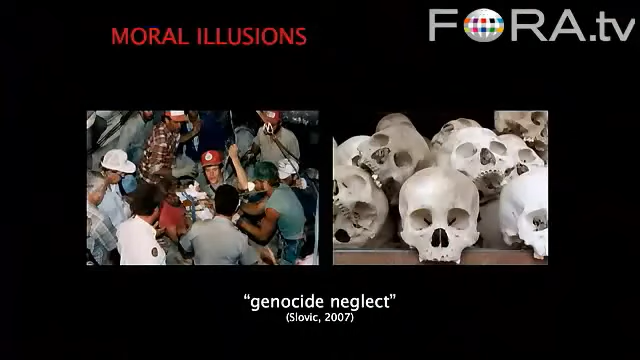 FORA.tv
MORAL ILLUSIONS
"genocide neglect"
(Slovic, 2007)